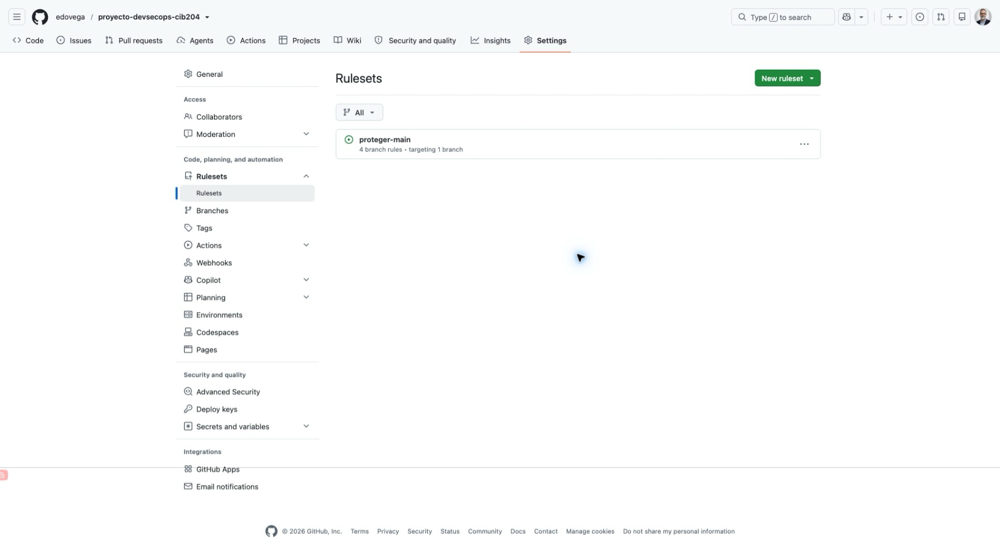 edovega / proyecto-devsecops-cib204
Type / to search
Code
Issues
Pull requests
Agents
Actions
Projects
Wiki
Security and quality
Insights
Settings
General
Access
Collaborators
Moderation
Code, planning, and automation
Rulesets
Rulesets
Branches
Tags
Actions
Webhooks
Copilot
Planning
Environments
Codespaces
Pages
Security and quality
Advanced Security
Deploy keys
Secrets and variables
Integrations
GitHub Apps
Email notifications
Rulesets
New ruleset
All
proteger-main
4 branch rules • targeting 1 branch
© 2026 GitHub, Inc.
Terms
Privacy
Security
Status
Community
Docs
Contact
Manage cookies
Do not share my personal information